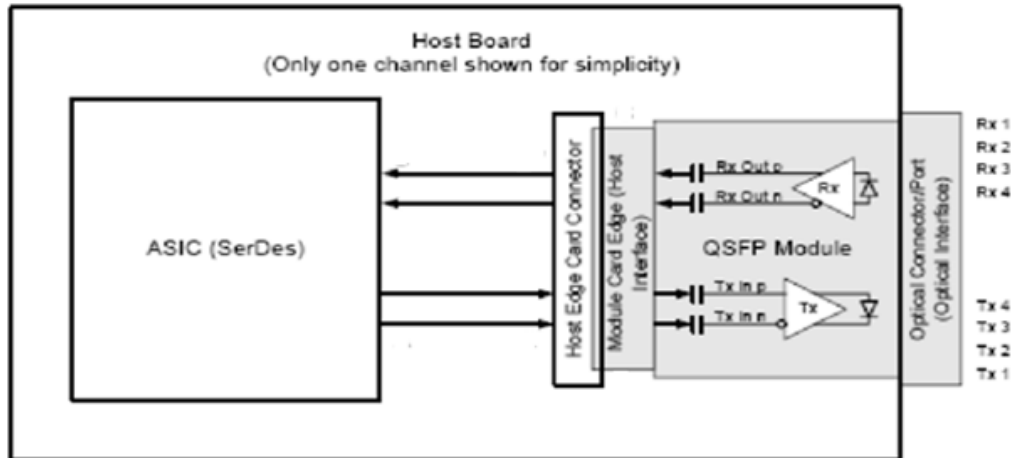 Host Board
(Only one channel shown for simplicity)
ASIC (SerDes)
Host Edge Card Connector
Module Card Edge (Host
Interface)
Rx Out p
Rx Out n
Rx
QSFP Module
Tx In p
Tx In n
Tx
Optical Connector/Port
(Optical Interface)
Rx 1
Rx 2
Rx 3
Rx 4
Tx 4
Tx 3
Tx 2
Tx 1